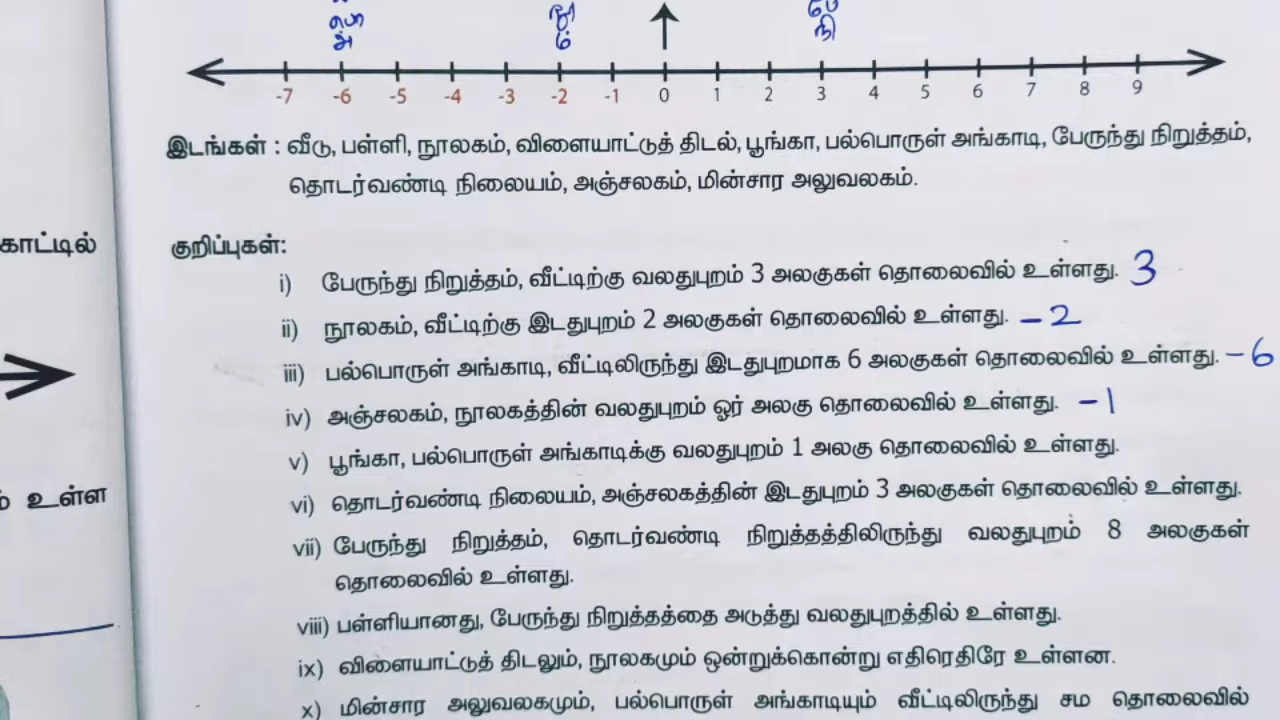 பொ நூ பே
அ ம் நி
-7 -6 -5 -4 -3 -2 -1 0 1 2 3 4 5 6 7 8 9
இடங்கள் : வீடு, பள்ளி, நூலகம், விளையாட்டுத் திடல், பூங்கா, பல்பொருள் அங்காடி, பேருந்து நிறுத்தம்,
தொடர்வண்டி நிலையம், அஞ்சலகம், மின்சார அலுவலகம்.
காட்டில்
குறிப்புகள்:
i) பேருந்து நிறுத்தம், வீட்டிற்கு வலதுபுறம் 3 அலகுகள் தொலைவில் உள்ளது. 3
ii) நூலகம், வீட்டிற்கு இடதுபுறம் 2 அலகுகள் தொலைவில் உள்ளது. -2
iii) பல்பொருள் அங்காடி, வீட்டிலிருந்து இடதுபுறமாக 6 அலகுகள் தொலைவில் உள்ளது. -6
iv) அஞ்சலகம், நூலகத்தின் வலதுபுறம் ஓர் அலகு தொலைவில் உள்ளது. -1
v) பூங்கா, பல்பொருள் அங்காடிக்கு வலதுபுறம் 1 அலகு தொலைவில் உள்ளது.
உள்ள
vi) தொடர்வண்டி நிலையம், அஞ்சலகத்தின் இடதுபுறம் 3 அலகுகள் தொலைவில் உள்ளது.
vii) பேருந்து நிறுத்தம், தொடர்வண்டி நிறுத்தத்திலிருந்து வலதுபுறம் 8 அலகுகள்
தொலைவில் உள்ளது.
viii) பள்ளியானது, பேருந்து நிறுத்தத்தை அடுத்து வலதுபுறத்தில் உள்ளது.
ix) விளையாட்டுத் திடலும், நூலகமும் ஒன்றுக்கொன்று எதிரெதிரே உள்ளன.
x) மின்சார அலுவலகமும், பல்பொருள் அங்காடியும் வீட்டிலிருந்து சம தொலைவில்